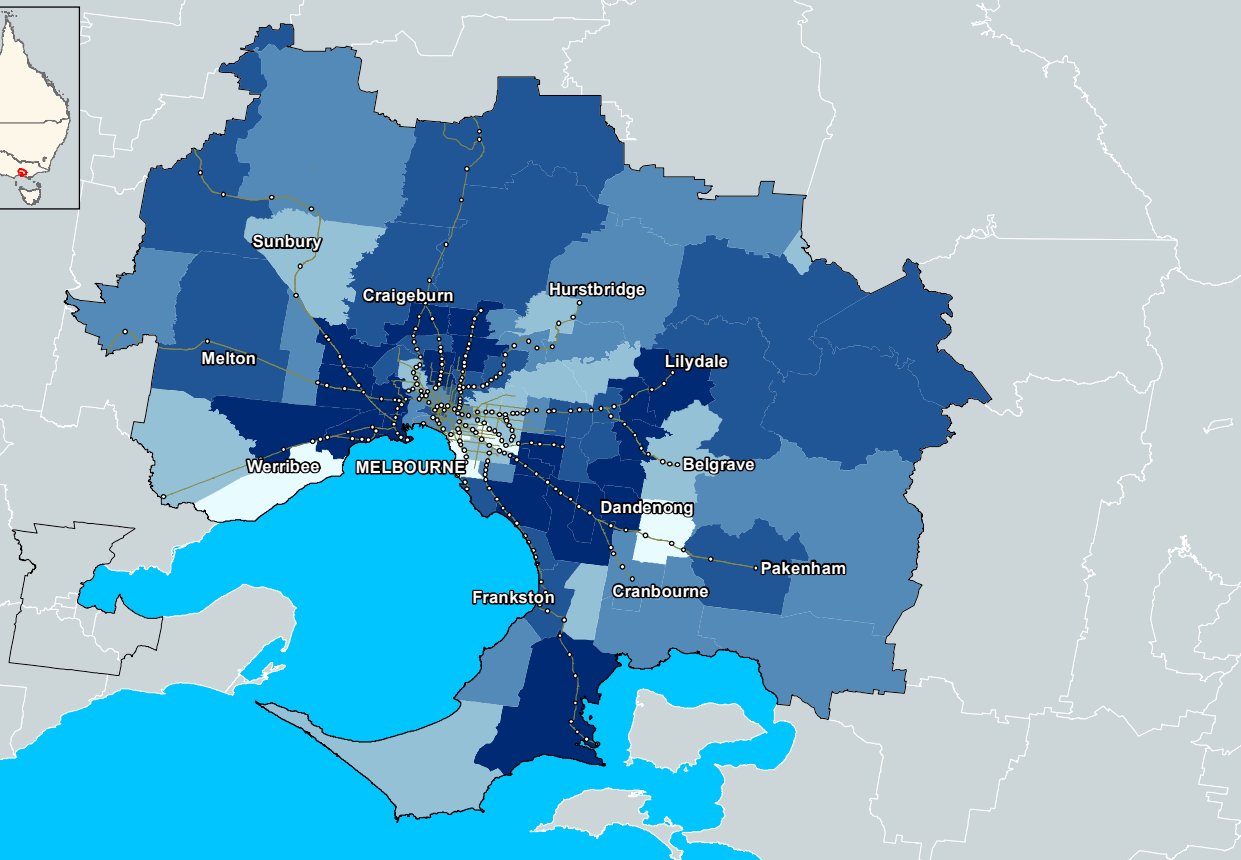 Sunbury
Hurstbridge
Craigeburn
Melton
Lilydale
Werribee
MELBOURNE
Belgrave
Dandenong
Pakenham
Cranbourne
Frankston